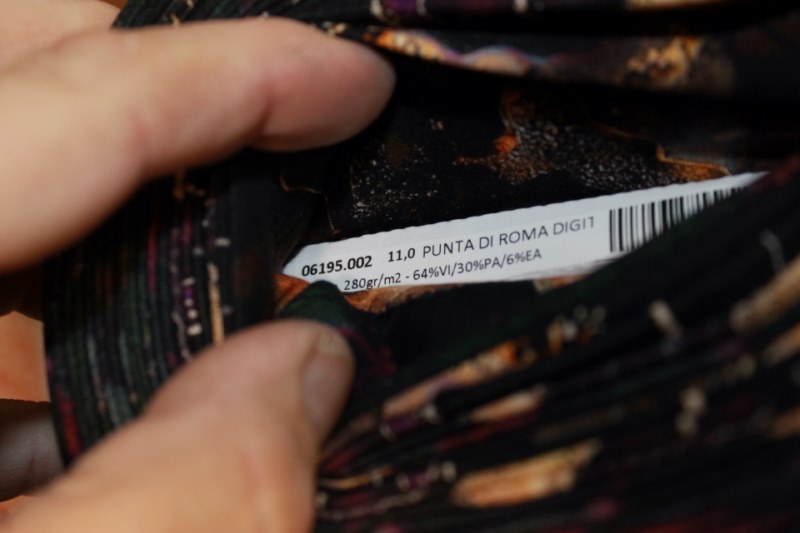 06195.002 11,0 PUNTA DI ROMA DIGIT
280gr/m2 - 64%VI/30%PA/6%EA